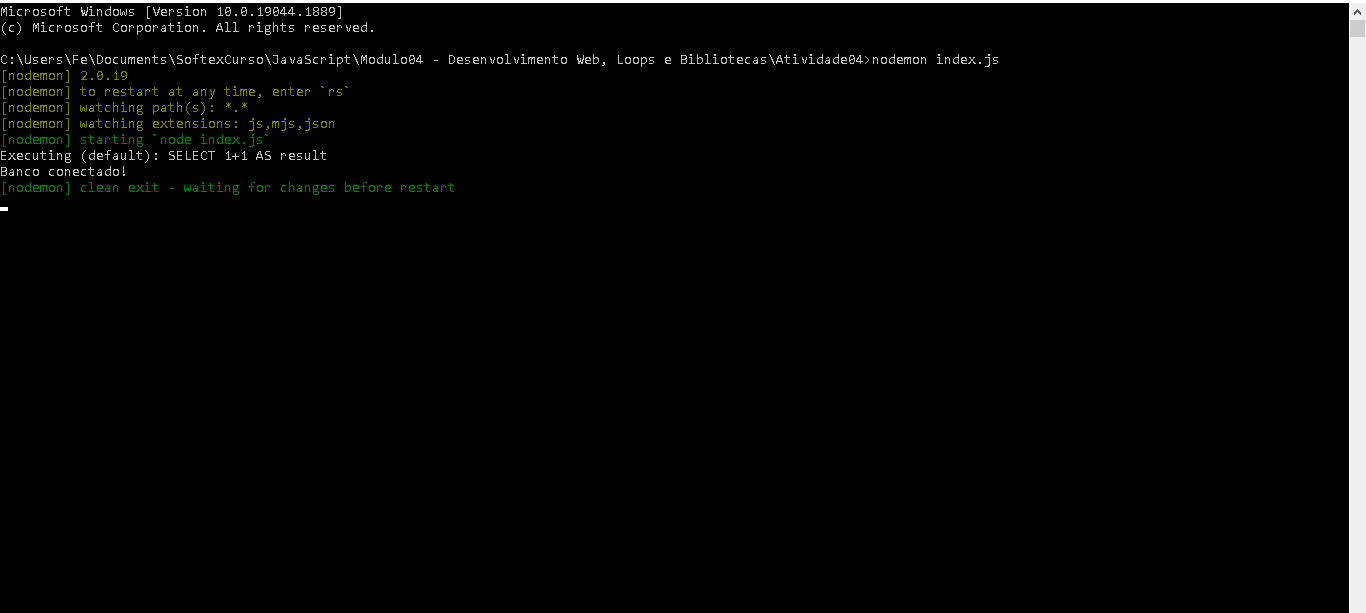 Microsoft Windows [Version 10.0.19044.1889]
(c) Microsoft Corporation. All rights reserved.
C:\Users\Fe\Documents\SoftexCurso\JavaScript\Modulo04 - Desenvolvimento Web, Loops e Bibliotecas\Atividade04>nodemon index.js
[nodemon] 2.0.19
[nodemon] to restart at any time, enter `rs`
[nodemon] watching path(s): *.*
[nodemon] watching extensions: js,mjs,json
[nodemon] starting `node index.js`
Executing (default): SELECT 1+1 AS result
Banco conectado!
[nodemon] clean exit - waiting for changes before restart